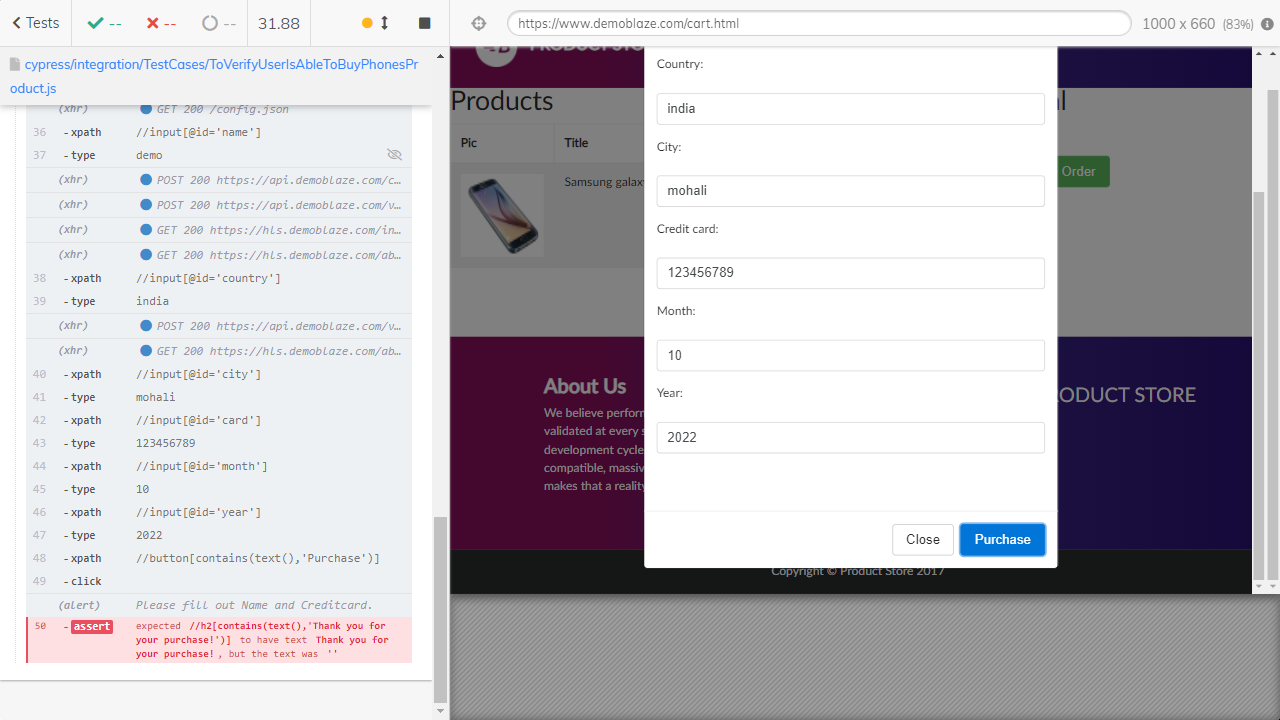 Tests
--
--
--
31.88
https://www.demoblaze.com/cart.html
1000 x 660 (83%)
cypress/integration/TestCases/ToVerifyUserIsAbleToBuyPhonesPr
oduct.js
(xhr) GET 200 /config.json
36 -xpath //input[@id='name']
37 -type demo
(xhr) POST 200 https://api.demoblaze.com/c…
(xhr) POST 200 https://api.demoblaze.com/v…
(xhr) GET 200 https://hls.demoblaze.com/in…
(xhr) GET 200 https://hls.demoblaze.com/ab…
38 -xpath //input[@id='country']
39 -type india
(xhr) POST 200 https://api.demoblaze.com/v…
(xhr) GET 200 https://hls.demoblaze.com/ab…
40 -xpath //input[@id='city']
41 -type mohali
42 -xpath //input[@id='card']
43 -type 123456789
44 -xpath //input[@id='month']
45 -type 10
46 -xpath //input[@id='year']
47 -type 2022
48 -xpath //button[contains(text(),'Purchase')]
49 -click
(alert) Please fill out Name and Creditcard.
50 -assert expected //h2[contains(text(),'Thank you for
your purchase!')] to have text Thank you for
your purchase!, but the text was ''
Products
Pic Title
Samsung galax
Order
Country:
india
City:
mohali
Credit card:
123456789
Month:
10
Year:
2022
Close Purchase
About Us
We believe perform
validated at every s
development cycle
compatible, massiv
makes that a reality
RODUCT STORE
Copyright © Product Store 2017